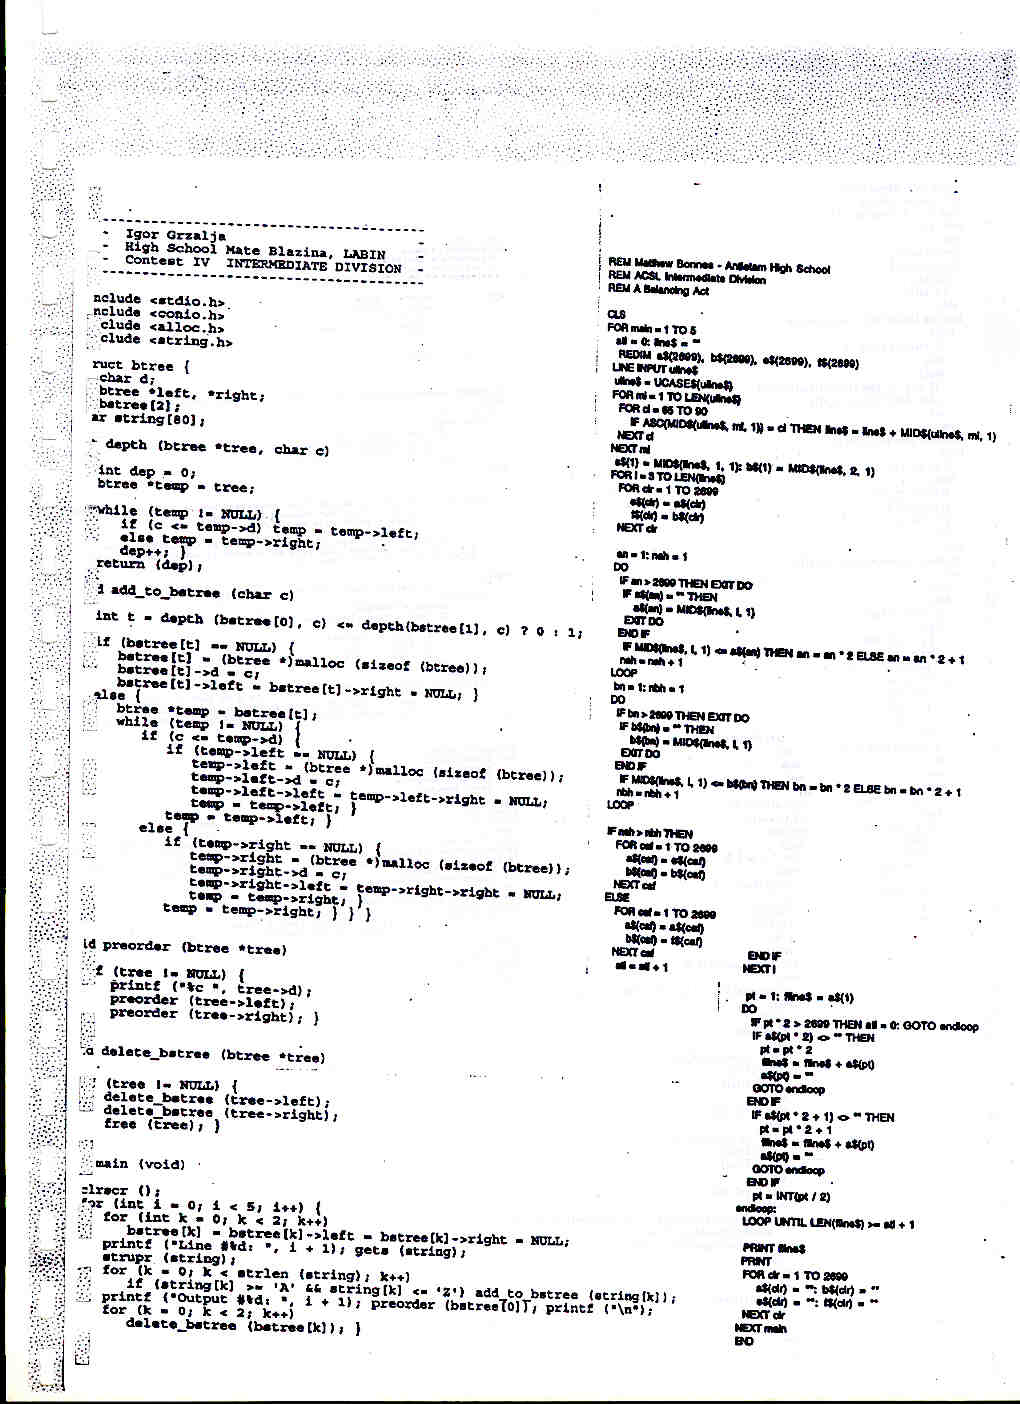 - Igor Grzalja -
- High School Mate Blazina, LABIN -
- Contest IV INTERMEDIATE DIVISION -
nclude <stdio.h>
nclude <conio.h>
clude <alloc.h>
clude <string.h>
ruct btree {
char d;
btree *left, *right;
bstree[2];
ar string[80];
depth (btree *tree, char c)
int dep = 0;
btree *temp = tree;
while (temp != NULL) {
if (c <= temp->d) temp = temp->left;
else temp = temp->right;
dep++; }
return (dep);
d add_to_bstree (char c)
int t = depth (bstree[0], c) <= depth(bstree[1], c) ? 0 : 1;
if (bstree[t] == NULL) {
bstree[t] = (btree *)malloc (sizeof (btree));
bstree[t]->d = c;
bstree[t]->left = bstree[t]->right = NULL; }
else {
btree *temp = bstree[t];
while (temp != NULL) {
if (c <= temp->d) {
if (temp->left == NULL) {
temp->left = (btree *)malloc (sizeof (btree));
temp->left->d = c;
temp->left->left = temp->left->right = NULL;
temp = temp->left; }
temp = temp->left; }
else {
if (temp->right == NULL) {
temp->right = (btree *)malloc (sizeof (btree));
temp->right->d = c;
temp->right->left = temp->right->right = NULL;
temp = temp->right; }
temp = temp->right; } } }
id preorder (btree *tree)
f (tree != NULL) {
printf ("%c ", tree->d);
preorder (tree->left);
preorder (tree->right); }
delete_bstree (btree *tree)
(tree != NULL) {
delete_bstree (tree->left);
delete_bstree (tree->right);
free (tree); }
main (void)
clrscr ();
for (int i = 0; i < 5; i++) {
for (int k = 0; k < 2; k++)
bstree[k] = bstree[k]->left = bstree[k]->right = NULL;
printf ("Line #%d: ", i + 1); gets (string);
strupr (string);
for (k = 0; k < strlen (string); k++)
if (string[k] >= 'A' && string[k] <= 'Z') add_to_bstree (string[k]);
printf ("Output #%d: ", i + 1); preorder (bstree[0]); printf ("\n");
for (k = 0; k < 2; k++)
delete_bstree (bstree[k]); }
REM Matthew Bonnes - Antietam High School
REM ACSL Intermediate Division
REM A Balancing Act
CLS
FOR main = 1 TO 5
all = 0: line$ = ""
REDIM a$(2699), b$(2699), e$(2699), f$(2699)
LINE INPUT uline$
uline$ = UCASE$(uline$)
FOR ml = 1 TO LEN(uline$)
FOR cl = 65 TO 90
IF ASC(MID$(uline$, ml, 1)) = cl THEN line$ = line$ + MID$(uline$, ml, 1)
NEXT cl
NEXT ml
a$(1) = MID$(line$, 1, 1): b$(1) = MID$(line$, 2, 1)
FOR l = 3 TO LEN(line$)
FOR clr = 1 TO 2699
e$(clr) = a$(clr)
f$(clr) = b$(clr)
NEXT clr
an = 1: nah = 1
DO
IF an > 2699 THEN EXIT DO
IF a$(an) = "" THEN
a$(an) = MID$(line$, l, 1)
EXIT DO
END IF
IF MID$(line$, l, 1) <= a$(an) THEN an = an * 2 ELSE an = an * 2 + 1
nah = nah + 1
LOOP
bn = 1: nbh = 1
DO
IF bn > 2699 THEN EXIT DO
IF b$(bn) = "" THEN
b$(bn) = MID$(line$, l, 1)
EXIT DO
END IF
IF MID$(line$, l, 1) <= b$(bn) THEN bn = bn * 2 ELSE bn = bn * 2 + 1
nbh = nbh + 1
LOOP
IF nah > nbh THEN
FOR caf = 1 TO 2699
a$(caf) = e$(caf)
b$(caf) = b$(caf)
NEXT caf
ELSE
FOR caf = 1 TO 2699
a$(caf) = a$(caf)
b$(caf) = f$(caf)
NEXT caf
all = all + 1
END IF
NEXT l
pt = 1: fline$ = a$(1)
DO
IF pt * 2 > 2699 THEN all = 0: GOTO endloop
IF a$(pt * 2) <> "" THEN
pt = pt * 2
fline$ = fline$ + a$(pt)
a$(pt) = ""
GOTO endloop
END IF
IF a$(pt * 2 + 1) <> "" THEN
pt = pt * 2 + 1
fline$ = fline$ + a$(pt)
a$(pt) = ""
GOTO endloop
END IF
pt = INT(pt / 2)
endloop:
LOOP UNTIL LEN(fline$) >= all + 1
PRINT fline$
PRINT
FOR clr = 1 TO 2699
a$(clr) = "": b$(clr) = ""
e$(clr) = "": f$(clr) = ""
NEXT clr
NEXT main
END